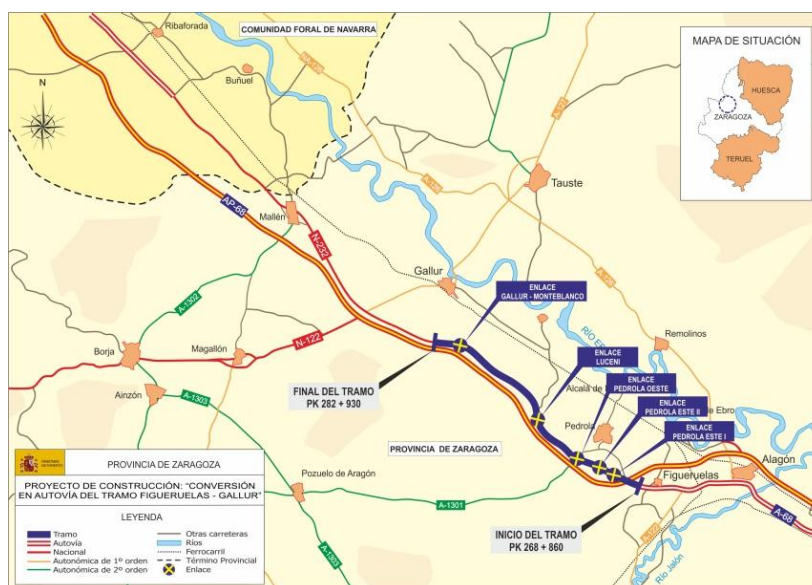 Ribaforada
COMUNIDAD FORAL DE NAVARRA
Buñuel
N
Tauste
Mallén
AP-68
N-232
Gallur
A-1302
Borja
Magallón
N-122
Ainzón
A-1303
ENLACE
GALLUR - MONTEBLANCO
ENLACE
LUCENI
Remolinos
Alcalá de
ENLACE
PEDROLA OESTE
ENLACE
PEDROLA ESTE II
de Ebro
ENLACE
PEDROLA ESTE I
FINAL DEL TRAMO
PK 282 + 930
Pedrola
PROVINCIA DE ZARAGOZA
Alagón
Figueruelas
Pozuelo de Aragón
A-1301
A-68
INICIO DEL TRAMO
PK 268 + 860
Río Jalón
A-1303
MAPA DE SITUACIÓN
HUESCA
ZARAGOZA
TERUEL
PROVINCIA DE ZARAGOZA
PROYECTO DE CONSTRUCCIÓN: "CONVERSIÓN
EN AUTOVÍA DEL TRAMO FIGUERUELAS - GALLUR"
LEYENDA
Tramo
Autovía
Nacional
Autonómica de 1º orden
Autonómica de 2º orden
Otras carreteras
Ríos
Ferrocarril
Término Provincial
Enlace